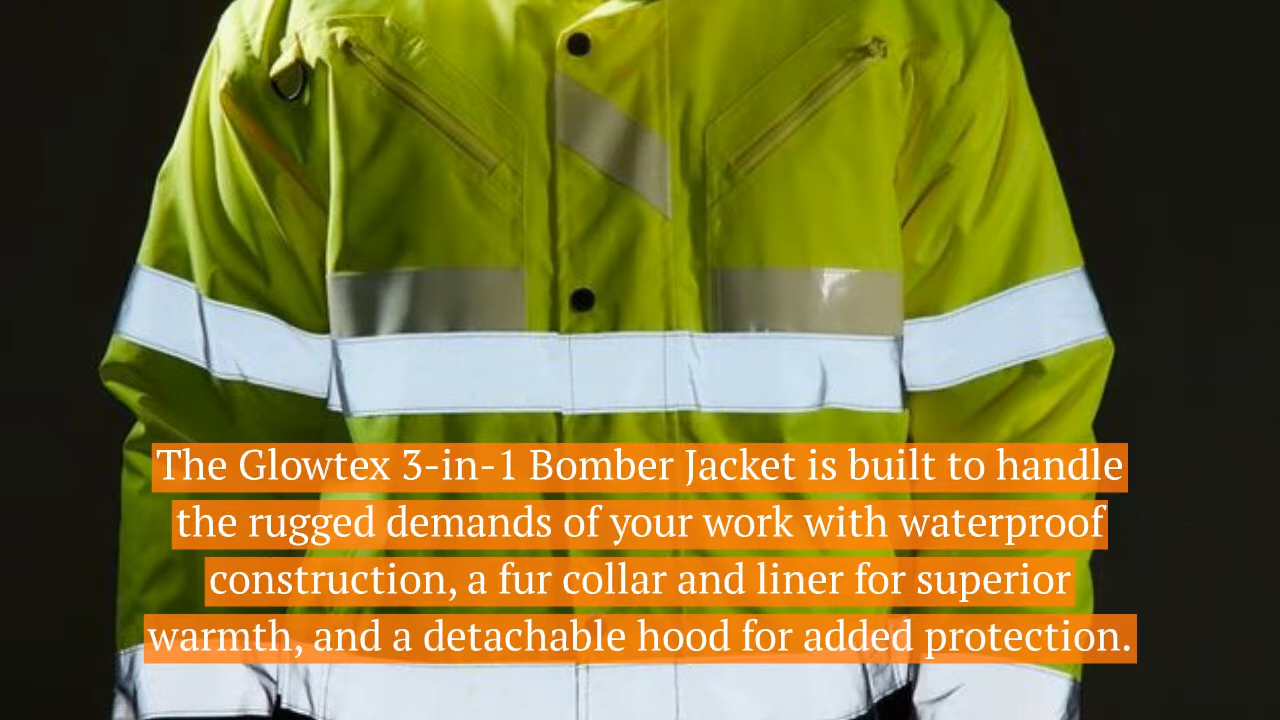 The Glowtex 3-in-1 Bomber Jacket is built to handle
the rugged demands of your work with waterproof
construction, a fur collar and liner for superior
warmth, and a detachable hood for added protection.